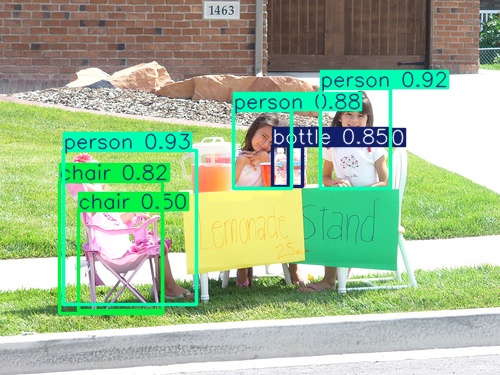 1463
person 0.92
person 0.88
bottle 0.850
person 0.93
chair 0.82
chair 0.50
Lemonade Stand
25¢